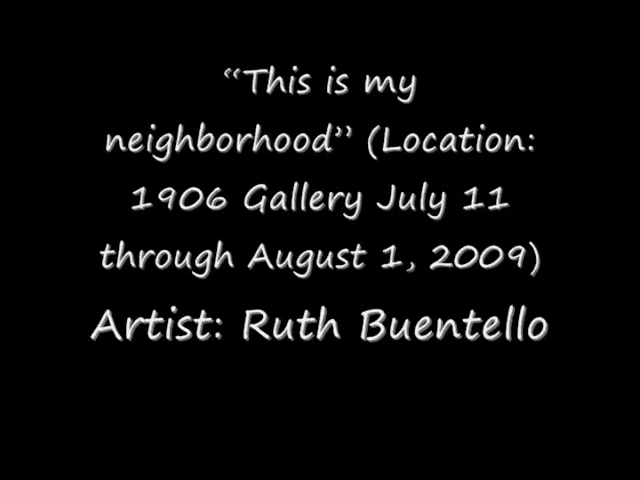 “This is my
neighborhood” (Location:
1906 Gallery July 11
through August 1, 2009)
Artist: Ruth Buentello